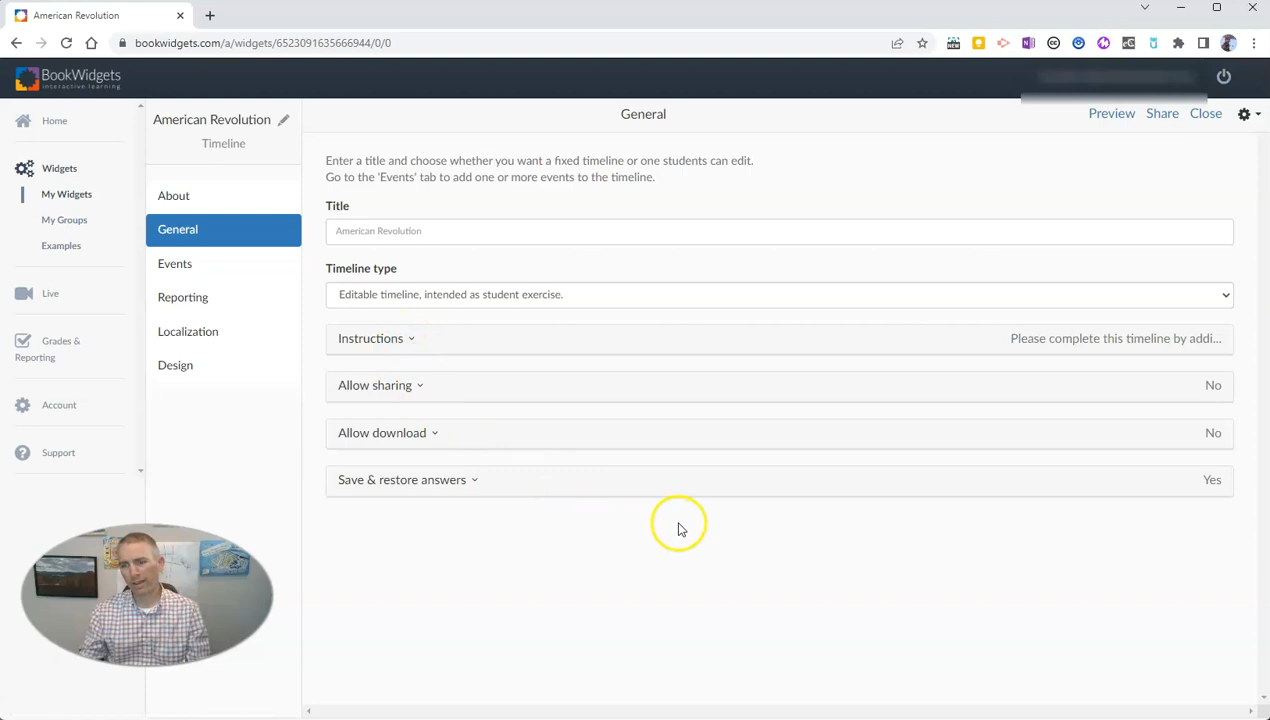 American Revolution
bookwidgets.com/a/widgets/6523091635666944/0/0
BookWidgets
interactive learning
Home
Widgets
My Widgets
My Groups
Examples
Live
Grades &
Reporting
Account
Support
American Revolution
Timeline
About
General
Events
Reporting
Localization
Design
General
Preview Share Close
Enter a title and choose whether you want a fixed timeline or one students can edit.
Go to the 'Events' tab to add one or more events to the timeline.
Title
American Revolution
Timeline type
Editable timeline, intended as student exercise.
Instructions Please complete this timeline by addi...
Allow sharing No
Allow download No
Save & restore answers Yes